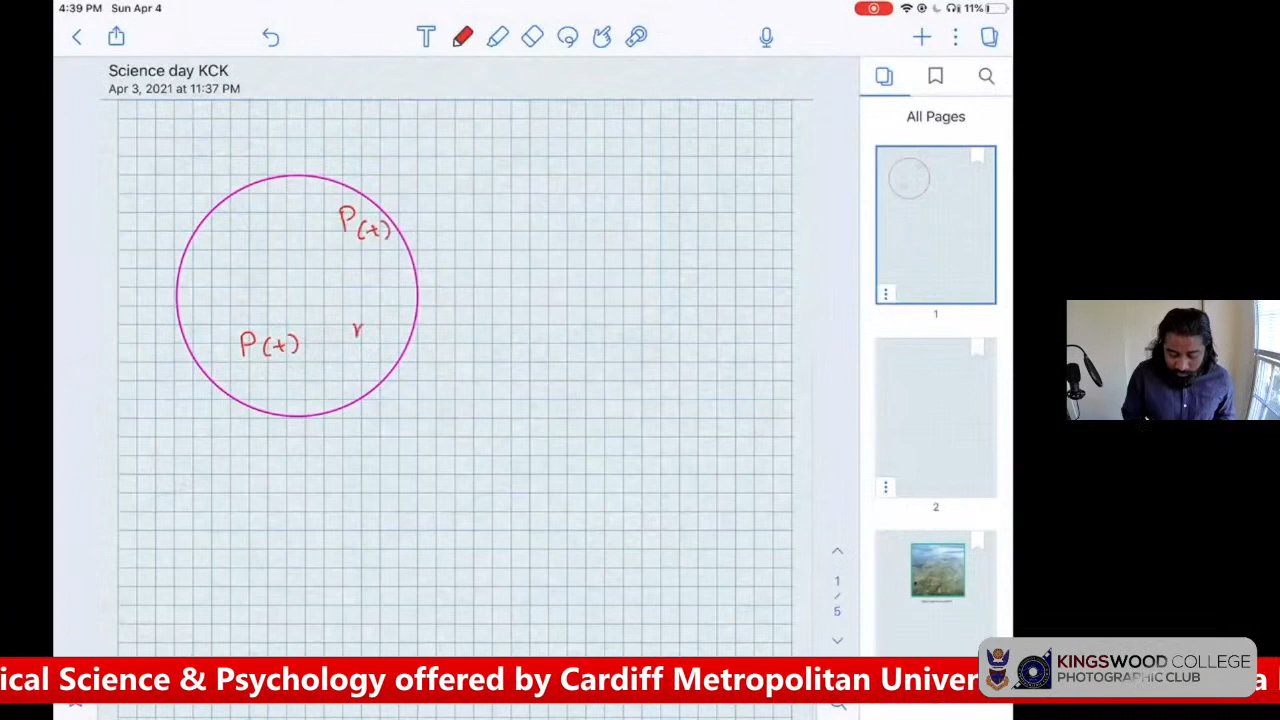 4:39 PM Sun Apr 4
11%
T
Science day KCK
Apr 3, 2021 at 11:37 PM
All Pages
P(+)
P(+)
r
1
2
1
5
ical Science & Psychology offered by Cardiff Metropolitan Univer
KINGSWOOD COLLEGE
PHOTOGRAPHIC CLUB
a